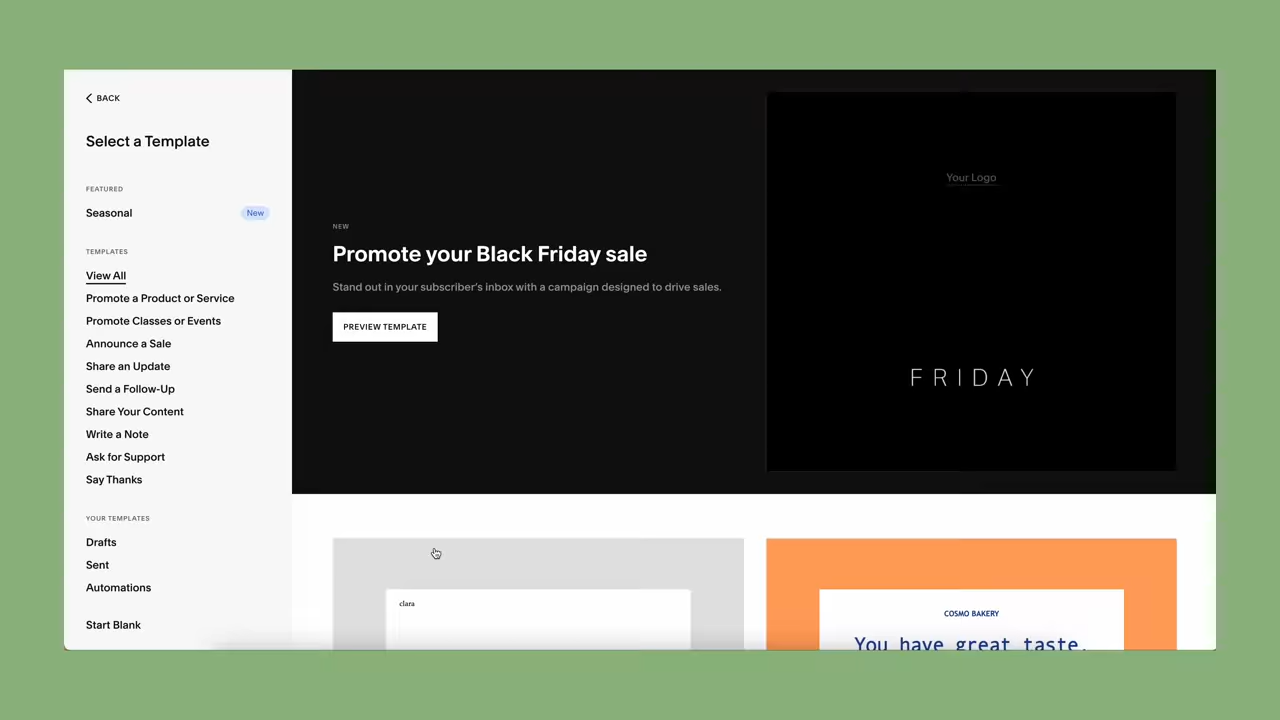 BACK
Select a Template
FEATURED
Seasonal
New
TEMPLATES
View All
Promote a Product or Service
Promote Classes or Events
Announce a Sale
Share an Update
Send a Follow-Up
Share Your Content
Write a Note
Ask for Support
Say Thanks
YOUR TEMPLATES
Drafts
Sent
Automations
Start Blank
NEW
Promote your Black Friday sale
Stand out in your subscriber's inbox with a campaign designed to drive sales.
PREVIEW TEMPLATE
Your Logo
FRIDAY
clara
COSMO BAKERY
You have great taste.